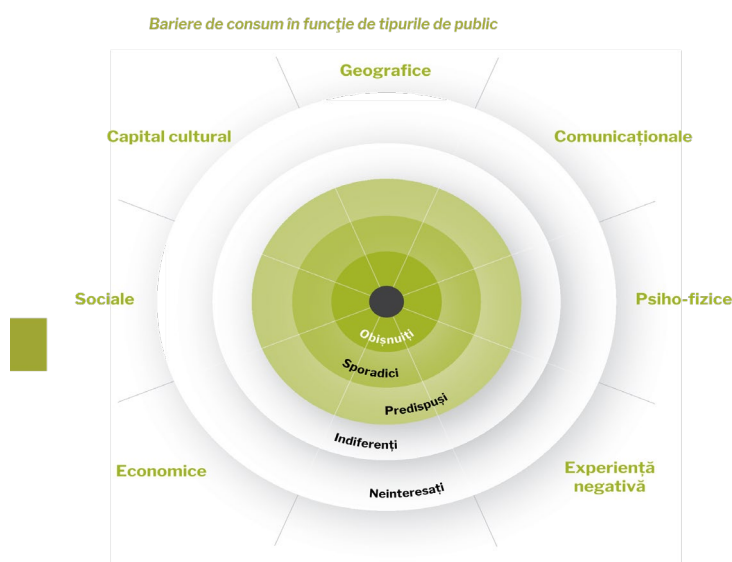 Bariere de consum în funcţie de tipurile de public
Geografice
Capital cultural
Comunicaționale
Sociale
Psiho-fizice
Obișnuiți
Sporadici
Predispuși
Indiferenți
Economice
Experiență
negativă
Neinteresați